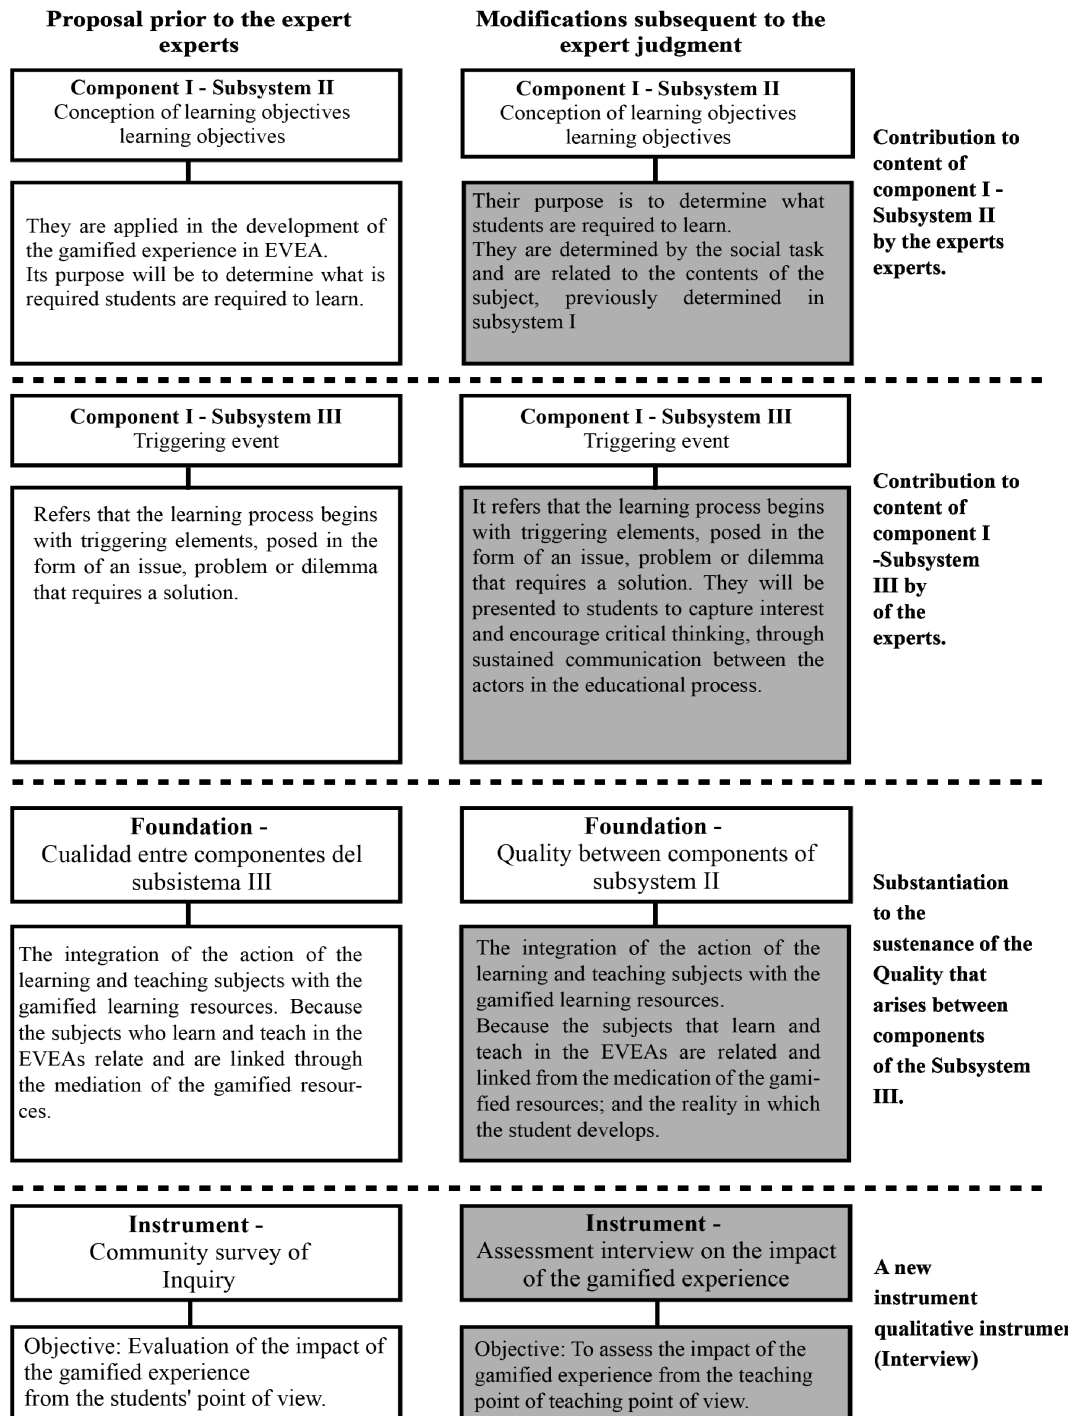 Proposal prior to the expert
experts
Modifications subsequent to the
expert judgment
Component I - Subsystem II
Conception of learning objectives
learning objectives
Component I - Subsystem II
Conception of learning objectives
learning objectives
They are applied in the development of
the gamified experience in EVEA.
Its purpose will be to determine what is
required students are required to learn.
Their purpose is to determine what
students are required to learn.
They are determined by the social task
and are related to the contents of the
subject, previously determined in
subsystem I
Contribution to
content of
component I -
Subsystem II
by the experts
experts.
Component I - Subsystem III
Triggering event
Component I - Subsystem III
Triggering event
Refers that the learning process begins
with triggering elements, posed in the
form of an issue, problem or dilemma
that requires a solution.
It refers that the learning process begins
with triggering elements, posed in the
form of an issue, problem or dilemma
that requires a solution. They will be
presented to students to capture interest
and encourage critical thinking, through
sustained communication between the
actors in the educational process.
Contribution to
content of
component I
-Subsystem
III by
of the
experts.
Foundation -
Cualidad entre componentes del
subsistema III
Foundation -
Quality between components of
subsystem II
The integration of the action of the
learning and teaching subjects with the
gamified learning resources. Because
the subjects who learn and teach in the
EVEAs relate and are linked through
the mediation of the gamified resour-
ces.
The integration of the action of the
learning and teaching subjects with the
gamified learning resources.
Because the subjects that learn and
teach in the EVEAs are related and
linked from the medication of the gami-
fied resources; and the reality in which
the student develops.
Substantiation
to the
sustenance of the
Quality that
arises between
components
of the Subsystem
III.
Instrument -
Community survey of
Inquiry
Instrument -
Assessment interview on the impact
of the gamified experience
Objective: Evaluation of the impact of
the gamified experience
from the students' point of view.
Objective: To assess the impact of the
gamified experience from the teaching
point of teaching point of view.
A new
instrument
qualitative instrumen
(Interview)